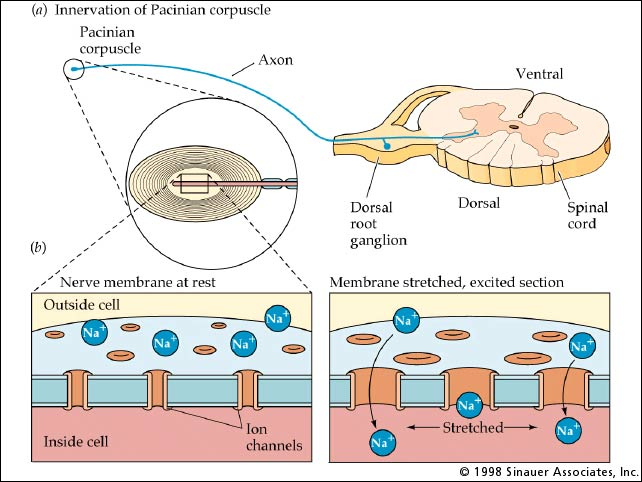 (a) Innervation of Pacinian corpuscle
Pacinian
corpuscle
Axon
Ventral
Dorsal
root
ganglion
Dorsal
Spinal
cord
(b)
Nerve membrane at rest
Outside cell
Na+
Na+
Na+
Na+
Ion
channels
Inside cell
Membrane stretched, excited section
Na+
Na+
Na+
Stretched
Na+
Na+
© 1998 Sinauer Associates, Inc.